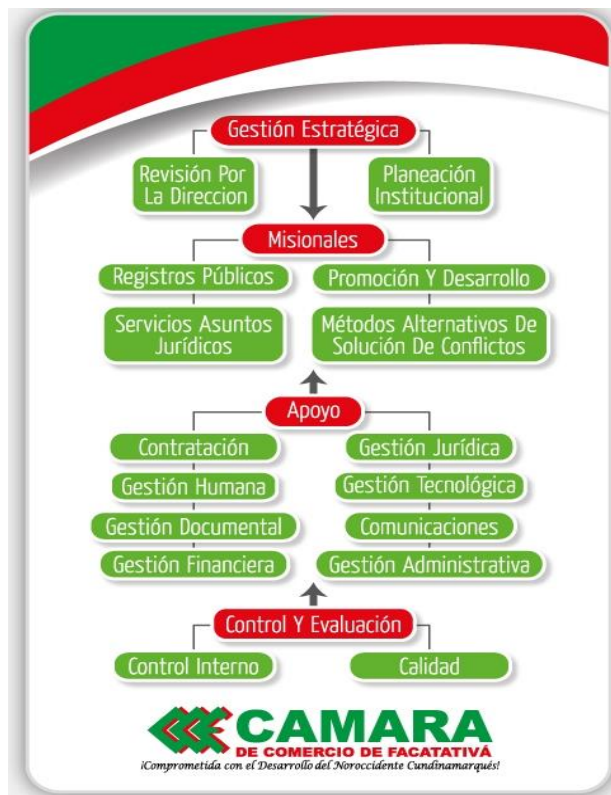 Gestión Estratégica
Revisión Por
La Direccion
Planeación
Institucional
Misionales
Registros Públicos
Promoción Y Desarrollo
Servicios Asuntos
Jurídicos
Métodos Alternativos De
Solución De Conflictos
Apoyo
Contratación
Gestión Jurídica
Gestión Humana
Gestión Tecnológica
Gestión Documental
Comunicaciones
Gestión Financiera
Gestión Administrativa
Control Y Evaluación
Control Interno
Calidad
CAMARA
DE COMERCIO DE FACATATIVÁ
¡Comprometida con el Desarrollo del Noroccidente Cundinamarqués!